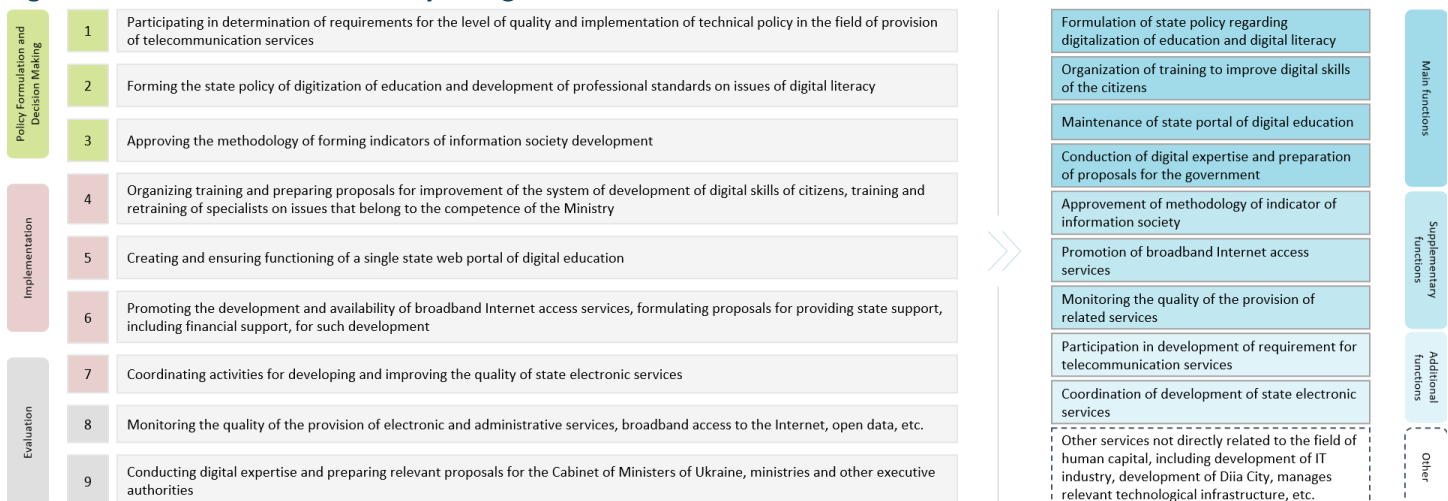 Policy Formulation and
Decision Making
1
Participating in determination of requirements for the level of quality and implementation of technical policy in the field of provision
of telecommunication services
2
Forming the state policy of digitization of education and development of professional standards on issues of digital literacy
3
Approving the methodology of forming indicators of information society development
Implementation
4
Organizing training and preparing proposals for improvement of the system of development of digital skills of citizens, training and
retraining of specialists on issues that belong to the competence of the Ministry
5
Creating and ensuring functioning of a single state web portal of digital education
6
Promoting the development and availability of broadband Internet access services, formulating proposals for providing state support,
including financial support, for such development
7
Coordinating activities for developing and improving the quality of state electronic services
Evaluation
8
Monitoring the quality of the provision of electronic and administrative services, broadband access to the Internet, open data, etc.
9
Conducting digital expertise and preparing relevant proposals for the Cabinet of Ministers of Ukraine, ministries and other executive
authorities
Formulation of state policy regarding
digitalization of education and digital literacy
Organization of training to improve digital skills
of the citizens
Maintenance of state portal of digital education
Conduction of digital expertise and preparation
of proposals for the government
Main functions
Approvement of methodology of indicator of
information society
Promotion of broadband Internet access
services
Monitoring the quality of the provision of
related services
Supplementary
functions
Participation in development of requirement for
telecommunication services
Coordination of development of state electronic
services
Additional
functions
Other services not directly related to the field of
human capital, including development of IT
industry, development of Diia City, manages
relevant technological infrastructure, etc.
Other